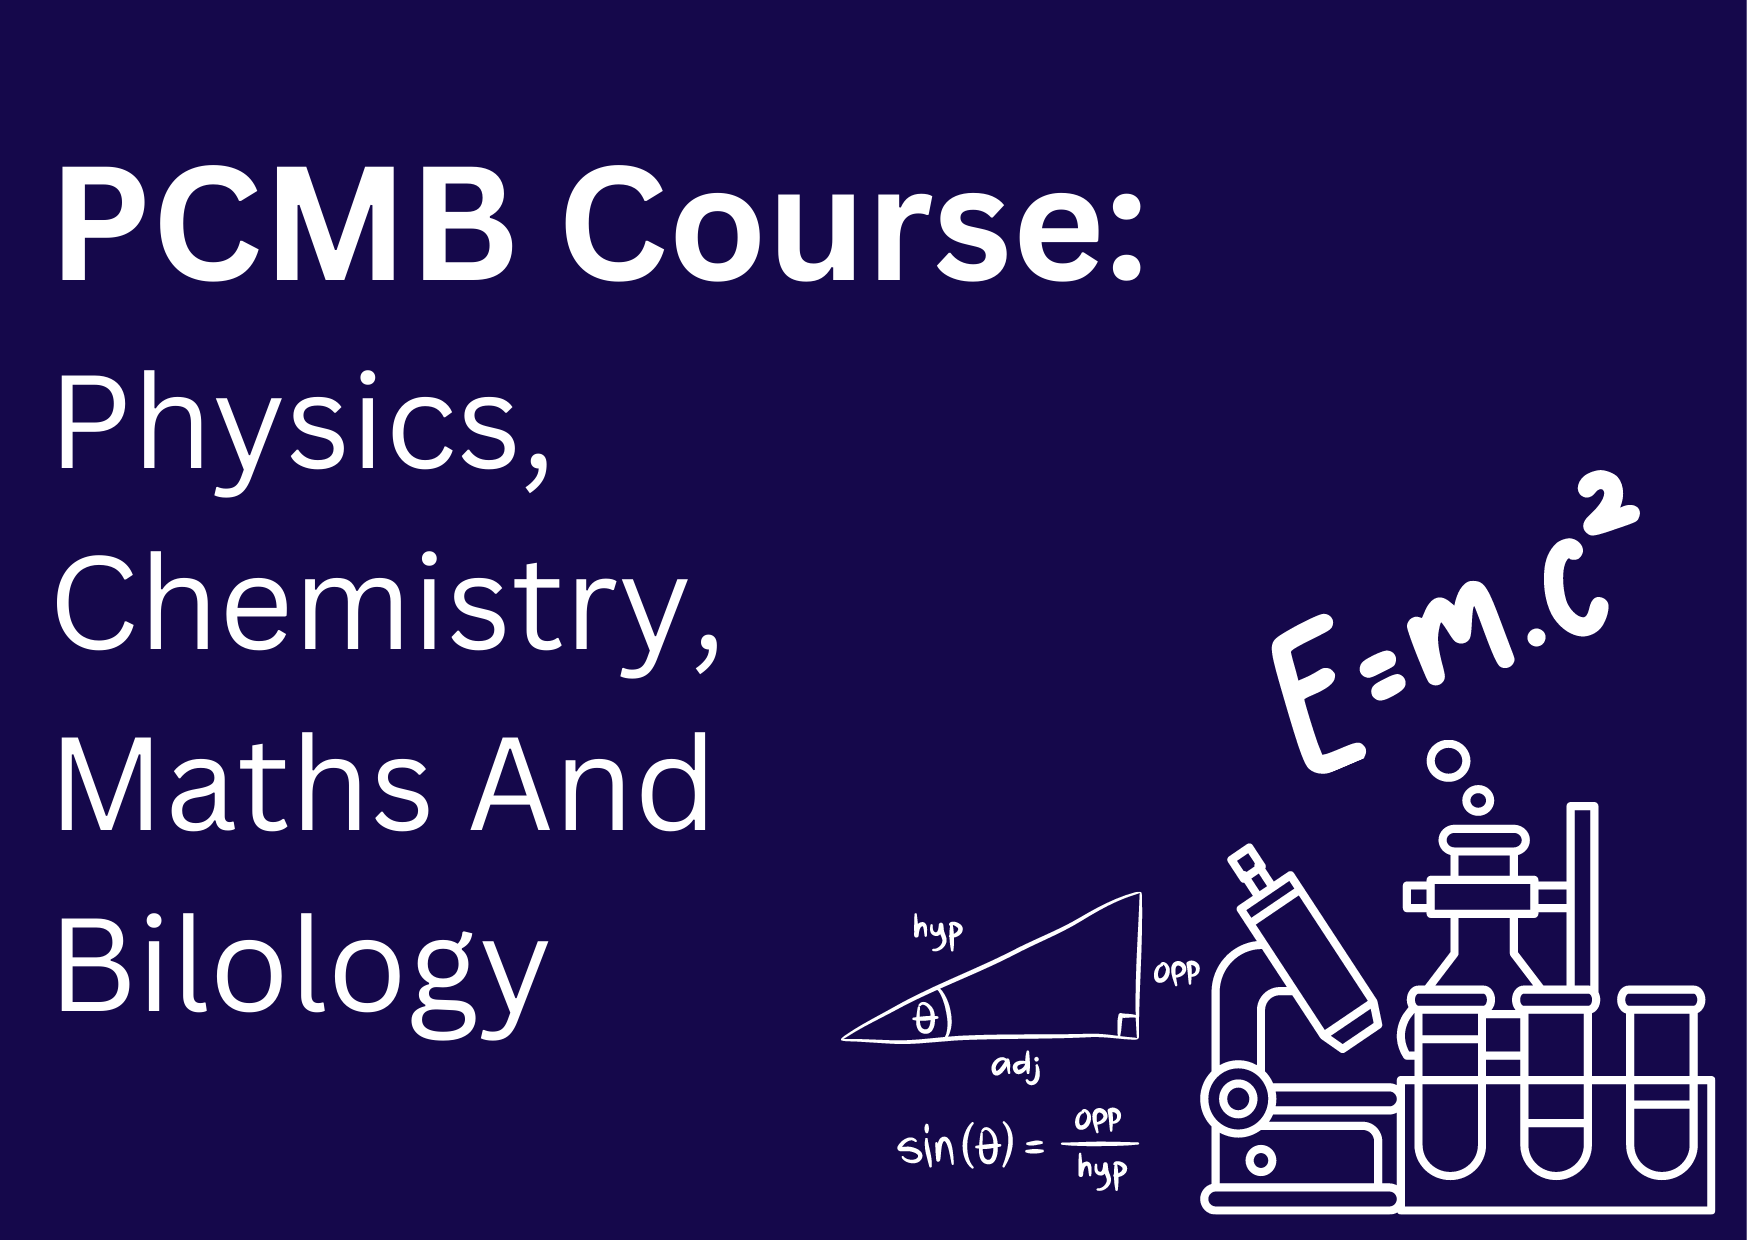 PCMB Course:
Physics,
Chemistry,
Maths And
Bilology
E=m.c²
hyp
opp
θ
adj
sin(θ) = opp/hyp